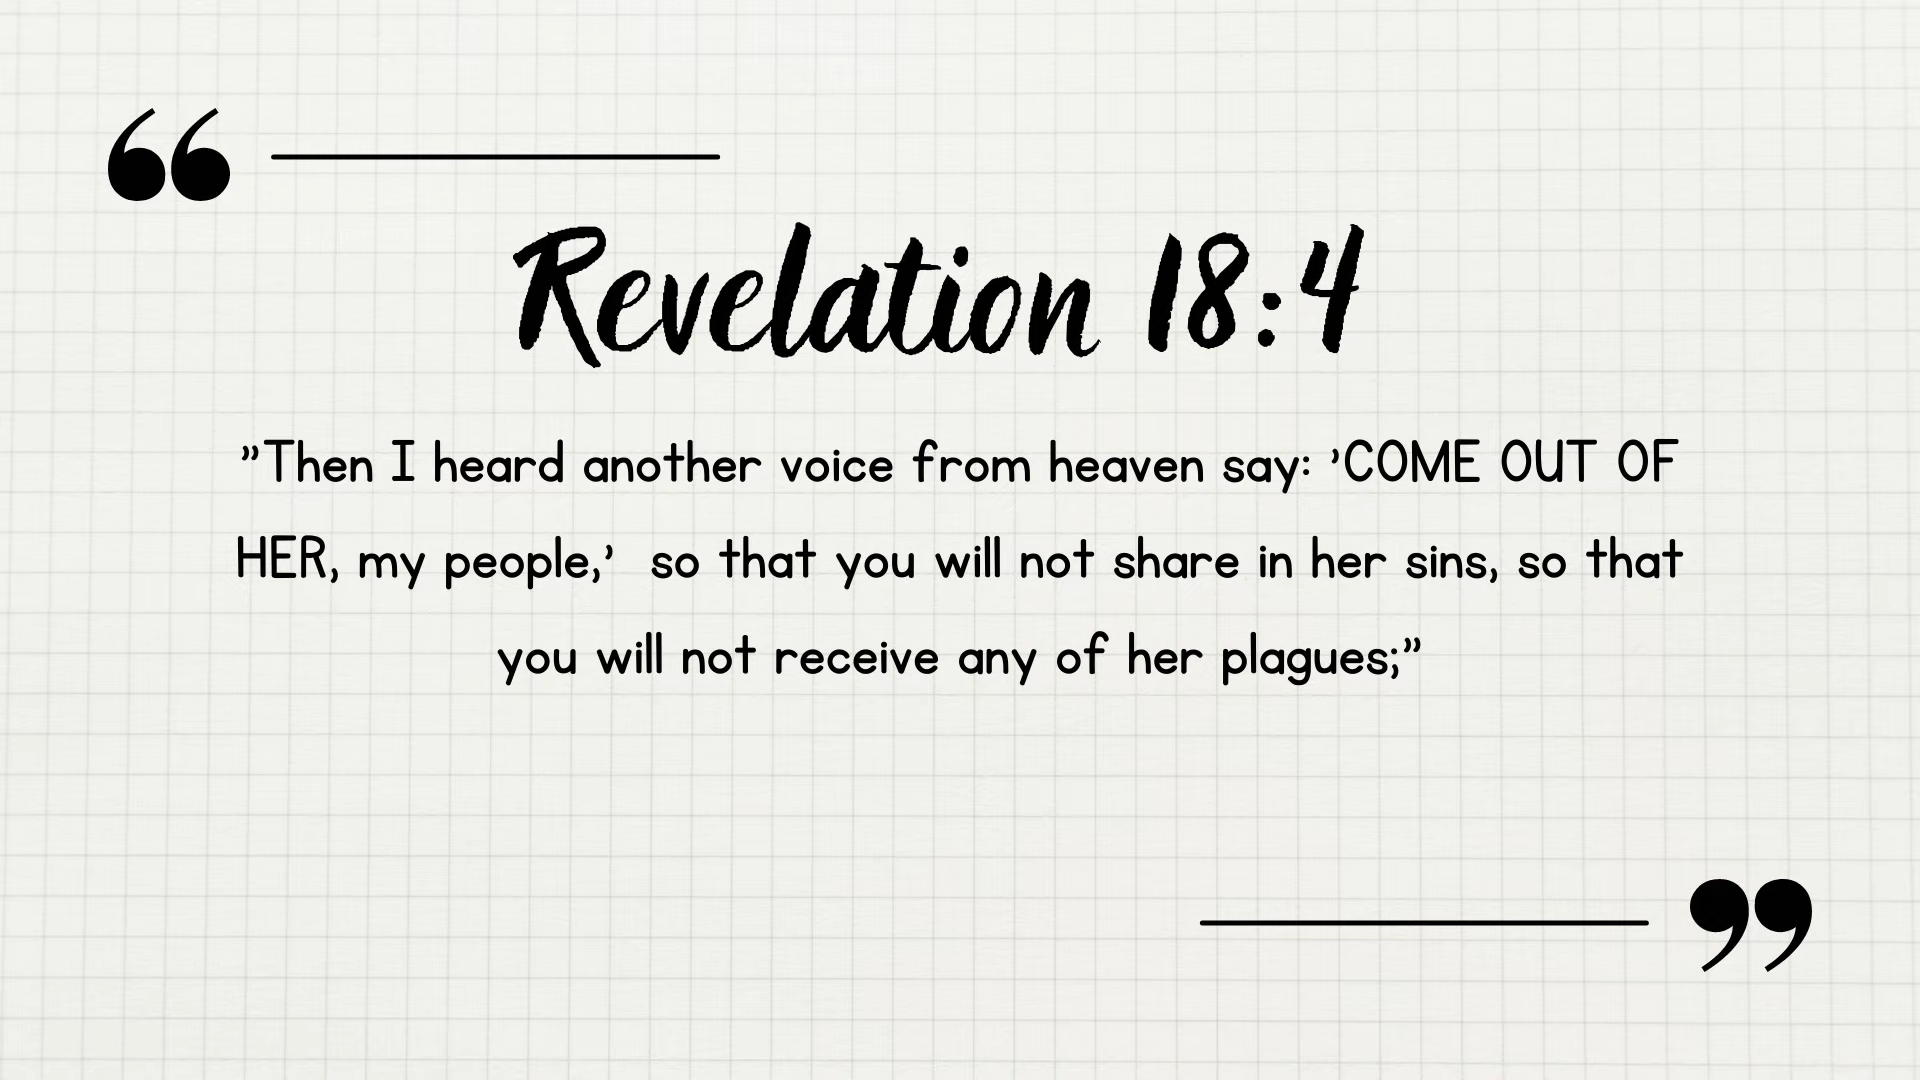 “
Revelation 18:4
”Then I heard another voice from heaven say: ’COME OUT OF
HER, my people,’ so that you will not share in her sins, so that
you will not receive any of her plagues;”
”